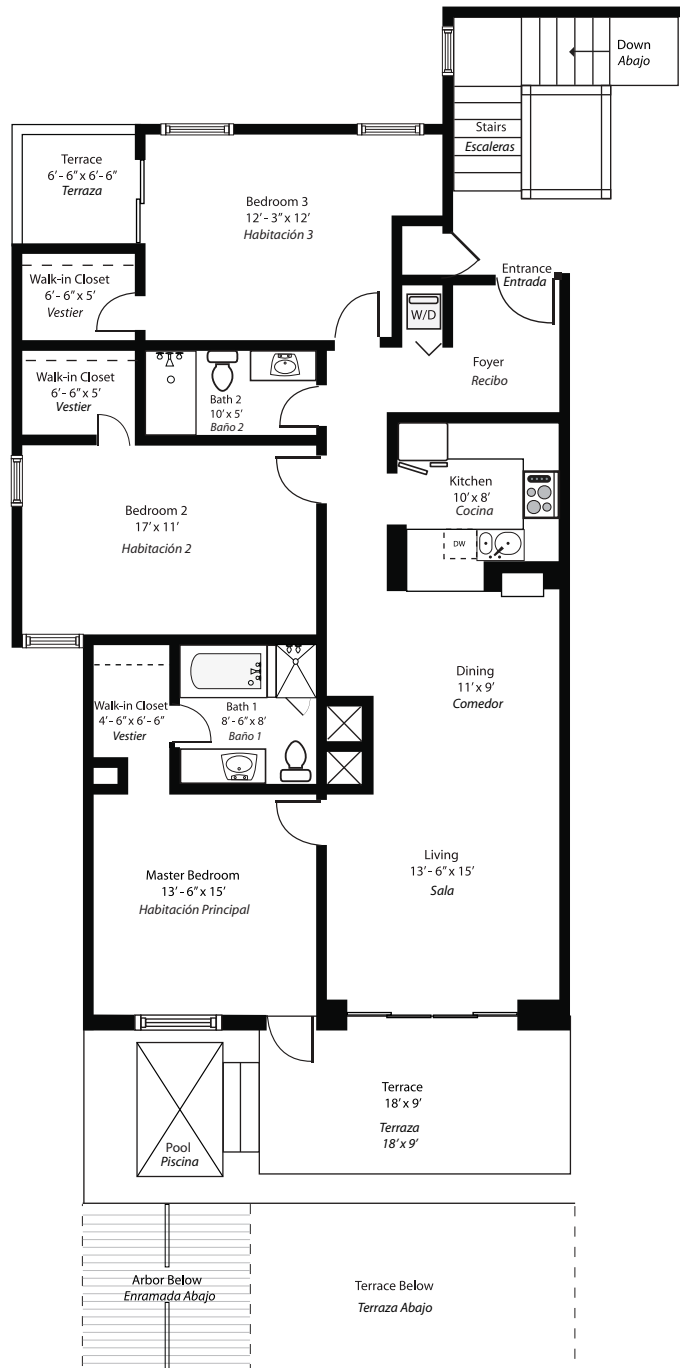 Down
Abajo
Stairs
Escaleras
Terrace
6' - 6" x 6' - 6"
Terraza
Bedroom 3
12' - 3" x 12'
Habitación 3
Walk-in Closet
6' - 6" x 5'
Vestier
Entrance
Entrada
W/D
Foyer
Recibo
Walk-in Closet
6' - 6" x 5'
Vestier
Bath 2
10' x 5'
Baño 2
Kitchen
10' x 8'
Cocina
DW
Bedroom 2
17' x 11'
Habitación 2
Dining
11' x 9'
Comedor
Walk-in Closet
4' - 6" x 6' - 6"
Vestier
Bath 1
8' - 6" x 8'
Baño 1
Living
13' - 6" x 15'
Sala
Master Bedroom
13' - 6" x 15'
Habitación Principal
Terrace
18' x 9'
Terraza
18' x 9'
Pool
Piscina
Arbor Below
Enramada Abajo
Terrace Below
Terraza Abajo